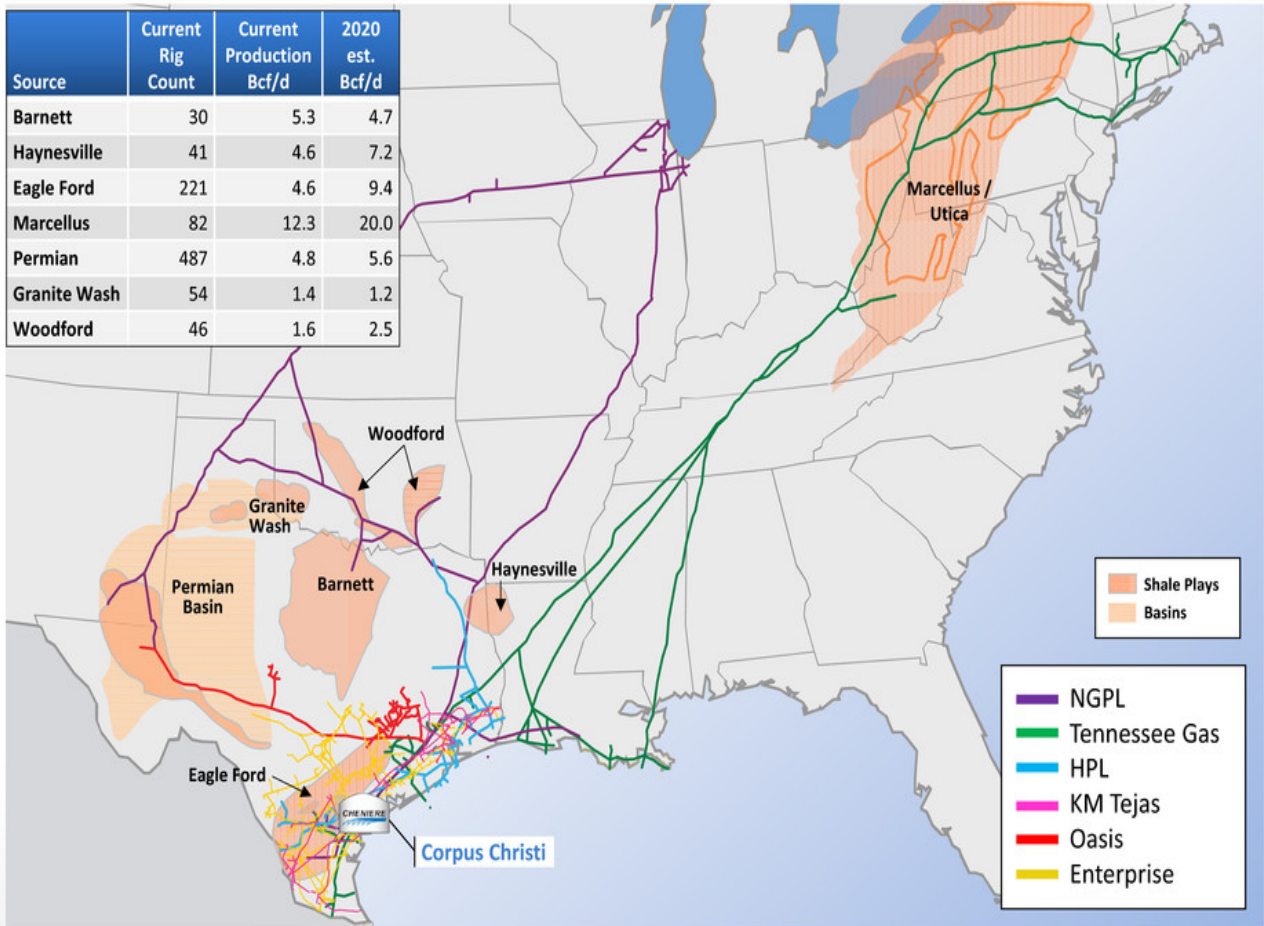 Source Current Rig Count Current Production Bcf/d 2020 est. Bcf/d
Barnett 30 5.3 4.7
Haynesville 41 4.6 7.2
Eagle Ford 221 4.6 9.4
Marcellus 82 12.3 20.0
Permian 487 4.8 5.6
Granite Wash 54 1.4 1.2
Woodford 46 1.6 2.5
Marcellus /
Utica
Woodford
Granite
Wash
Haynesville
Permian
Basin
Barnett
Shale Plays
Basins
Eagle Ford
CHENIERE
Corpus Christi
NGPL
Tennessee Gas
HPL
KM Tejas
Oasis
Enterprise